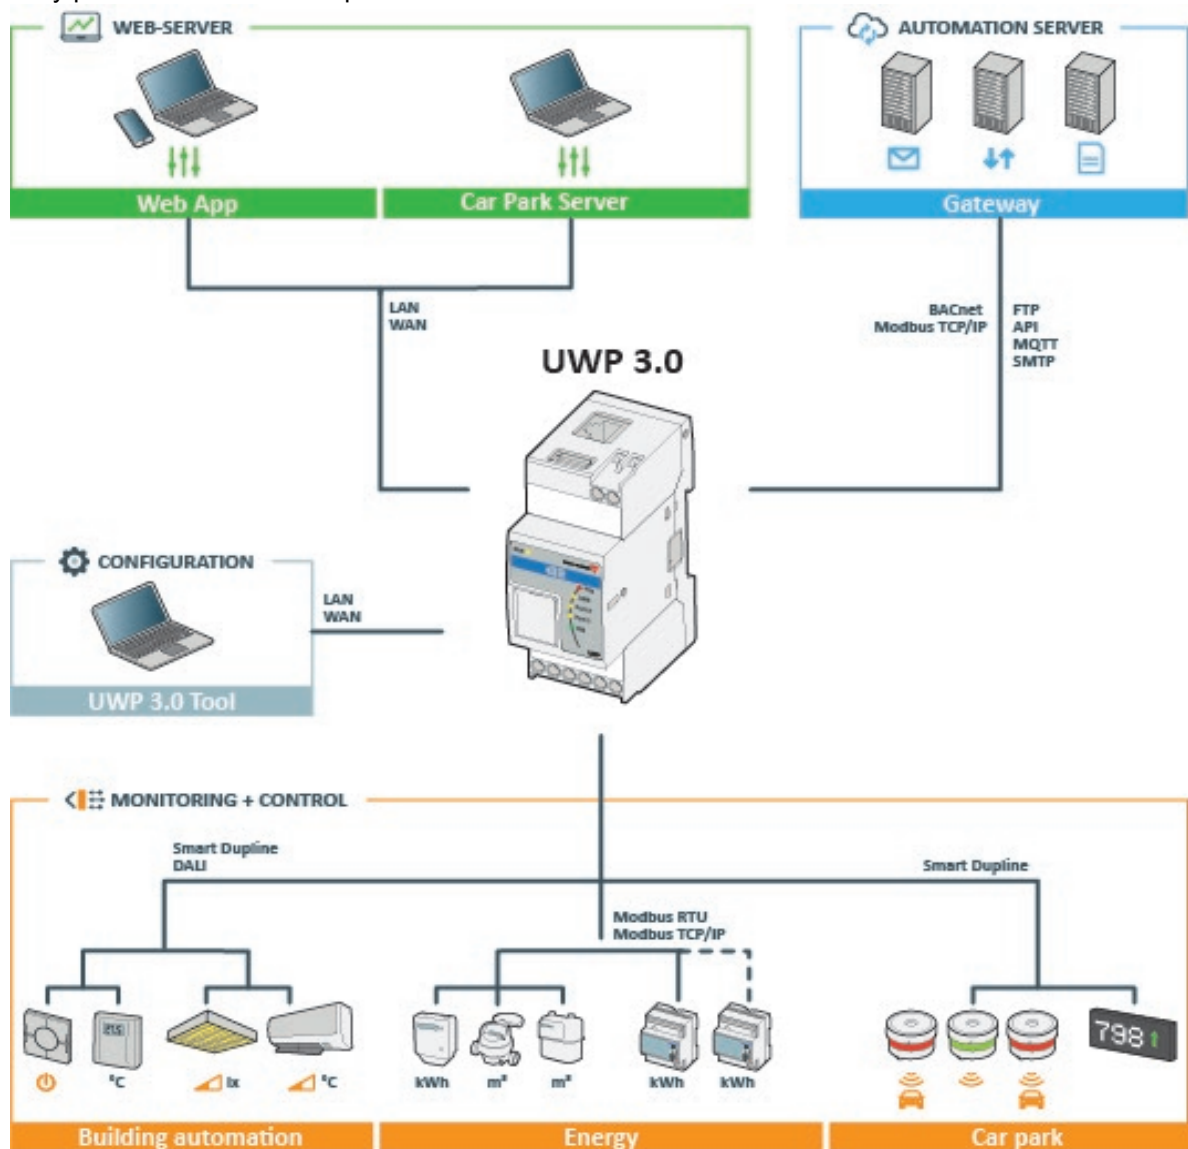 WEB-SERVER
AUTOMATION SERVER
Web App
Car Park Server
Gateway
LAN
WAN
BACnet
Modbus TCP/IP
FTP
API
MQTT
SMTP
UWP 3.0
CONFIGURATION
LAN
WAN
UWP 3.0 Tool
MONITORING + CONTROL
Smart Dupline
DALI
Smart Dupline
Modbus RTU
Modbus TCP/IP
798
°C
lx
°C
kWh
m³
m³
kWh
kWh
Building automation
Energy
Car park